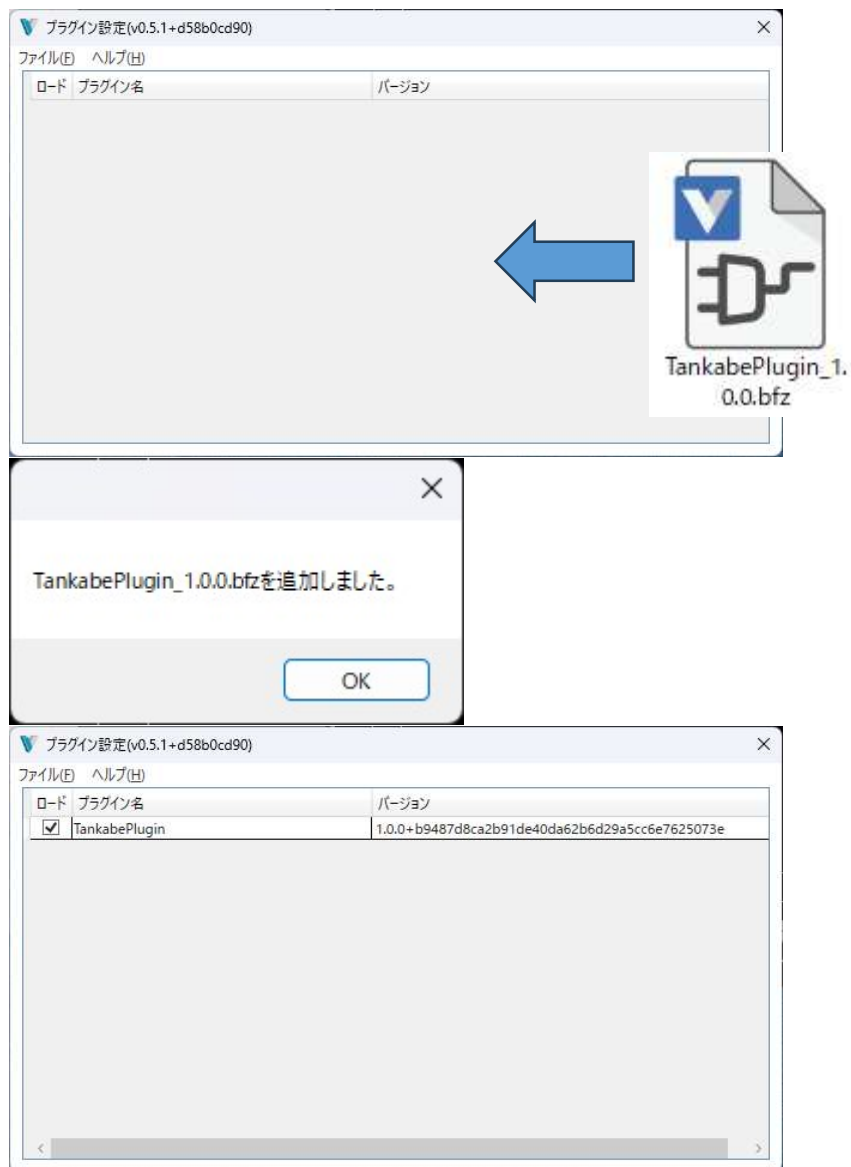 プラグイン設定(v0.5.1+d58b0cd90)
ファイル(F) ヘルプ(H)
ロード プラグイン名 バージョン
TankabePlugin_1.
0.0.bfz
TankabePlugin_1.0.0.bfzを追加しました。
OK
プラグイン設定(v0.5.1+d58b0cd90)
ファイル(F) ヘルプ(H)
ロード プラグイン名 バージョン
TankabePlugin 1.0.0+b9487d8ca2b91de40da62b6d29a5cc6e7625073e